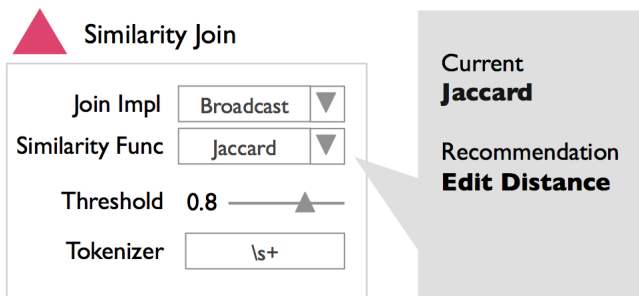 Similarity Join
Join Impl Broadcast
Similarity Func Jaccard
Threshold 0.8
Tokenizer \s+
Current
Jaccard
Recommendation
Edit Distance